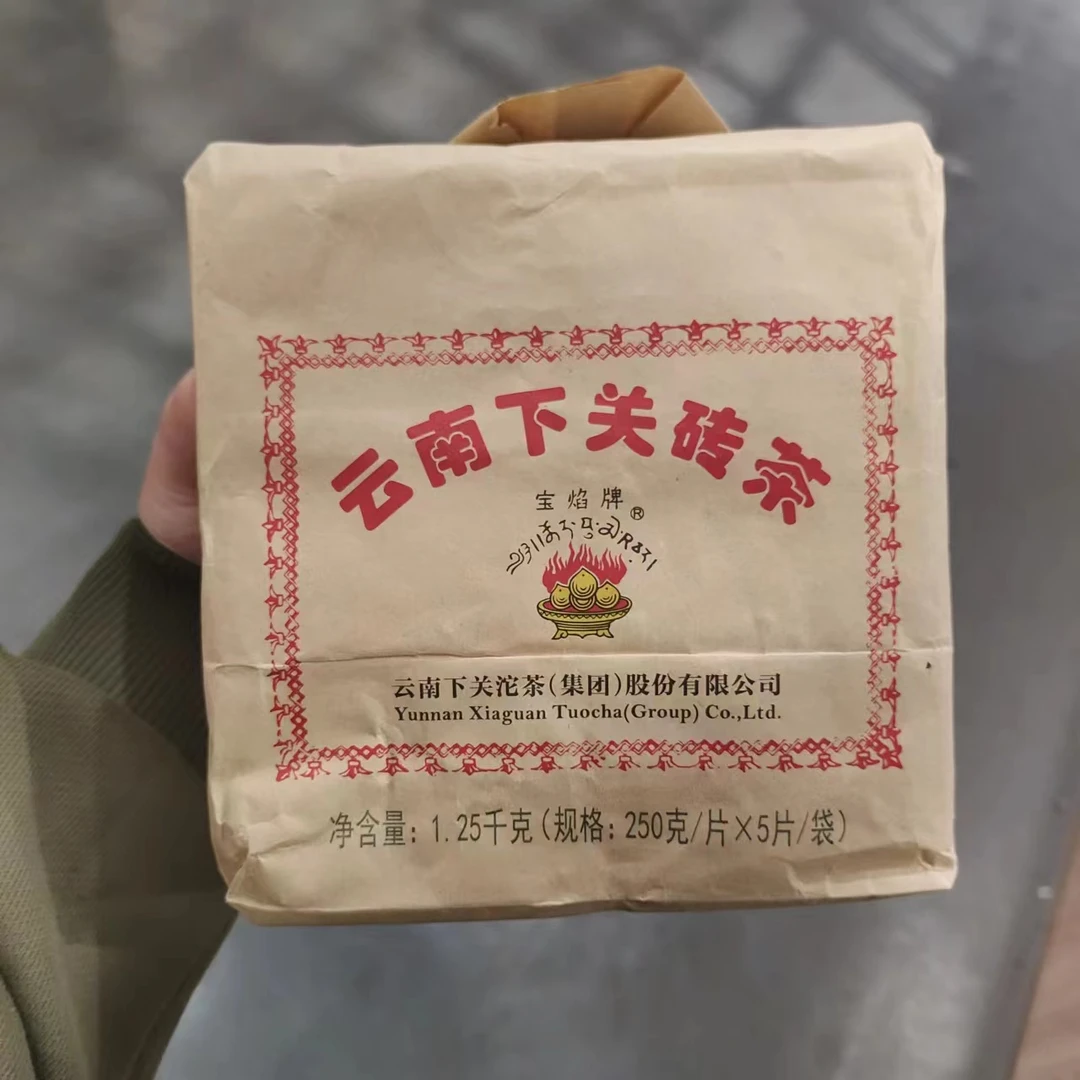 云南下关砖茶
宝焰牌®
云南下关沱茶(集团)股份有限公司
Yunnan Xiaguan Tuocha(Group) Co.,Ltd.
净含量: 1.25千克(规格: 250克/片×5片/袋)